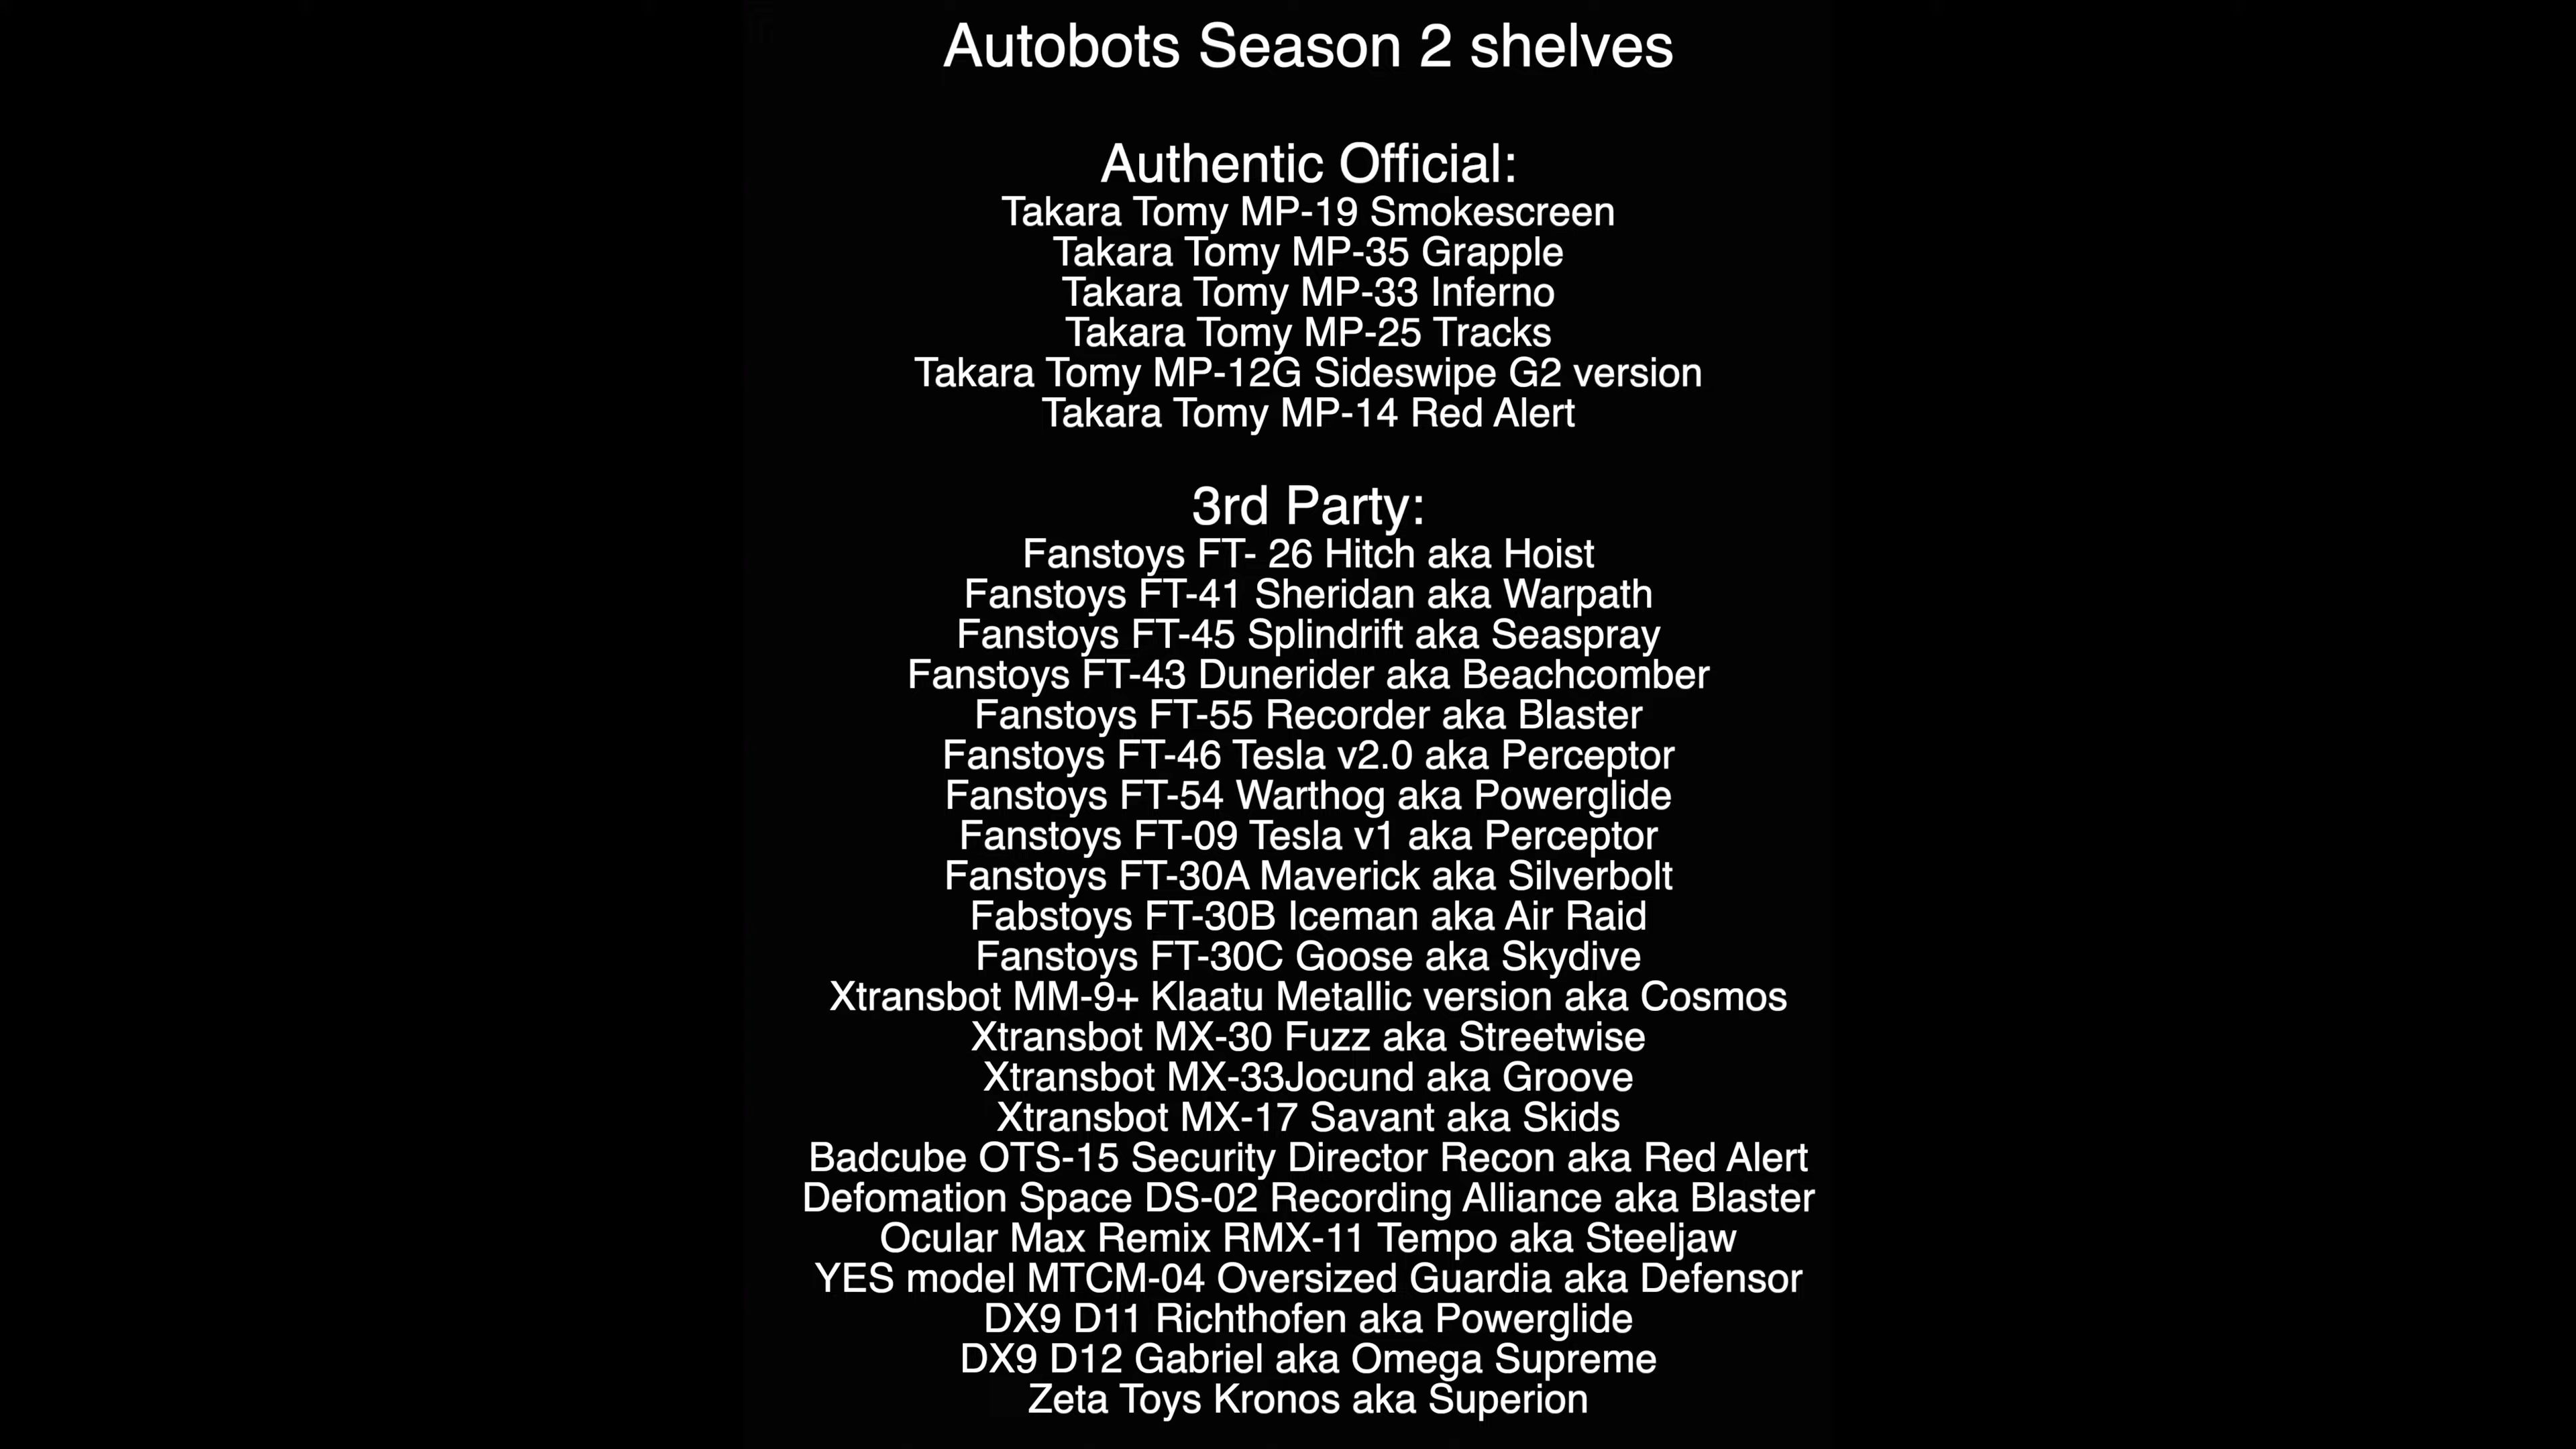 Autobots Season 2 shelves
Authentic Official:
Takara Tomy MP-19 Smokescreen
Takara Tomy MP-35 Grapple
Takara Tomy MP-33 Inferno
Takara Tomy MP-25 Tracks
Takara Tomy MP-12G Sideswipe G2 version
Takara Tomy MP-14 Red Alert
3rd Party:
Fanstoys FT- 26 Hitch aka Hoist
Fanstoys FT-41 Sheridan aka Warpath
Fanstoys FT-45 Splindrift aka Seaspray
Fanstoys FT-43 Dunerider aka Beachcomber
Fanstoys FT-55 Recorder aka Blaster
Fanstoys FT-46 Tesla v2.0 aka Perceptor
Fanstoys FT-54 Warthog aka Powerglide
Fanstoys FT-09 Tesla v1 aka Perceptor
Fanstoys FT-30A Maverick aka Silverbolt
Fabstoys FT-30B Iceman aka Air Raid
Fanstoys FT-30C Goose aka Skydive
Xtransbot MM-9+ Klaatu Metallic version aka Cosmos
Xtransbot MX-30 Fuzz aka Streetwise
Xtransbot MX-33Jocund aka Groove
Xtransbot MX-17 Savant aka Skids
Badcube OTS-15 Security Director Recon aka Red Alert
Defomation Space DS-02 Recording Alliance aka Blaster
Ocular Max Remix RMX-11 Tempo aka Steeljaw
YES model MTCM-04 Oversized Guardia aka Defensor
DX9 D11 Richthofen aka Powerglide
DX9 D12 Gabriel aka Omega Supreme
Zeta Toys Kronos aka Superion